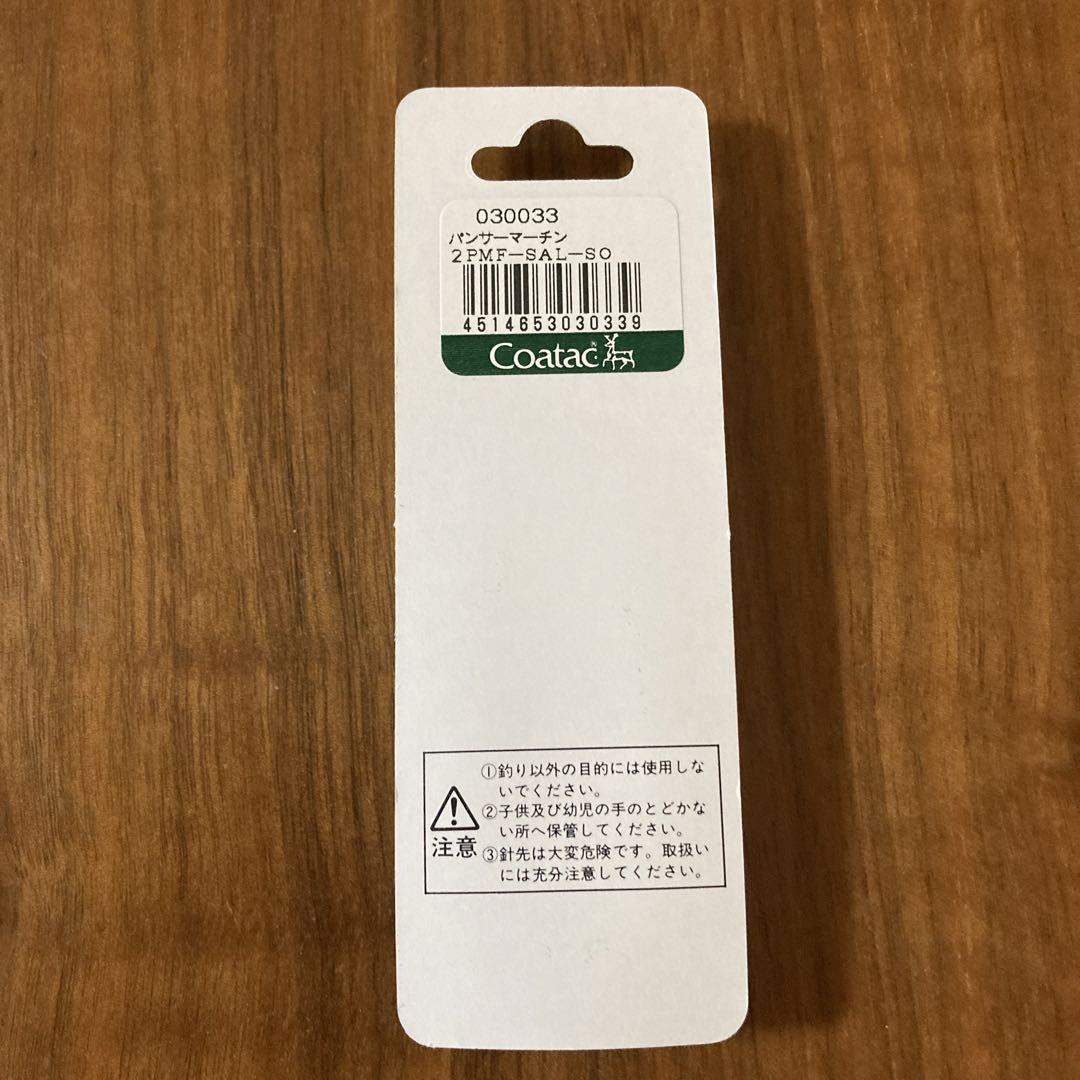 030033
パンサーマーチン
2PMF-SAL-SO
4514653030339
Coatac®
①釣り以外の目的には使用しな
いでください。
②子供及び幼児の手のとどかな
い所へ保管してください。
注意
③針先は大変危険です。取扱い
には充分注意してください。